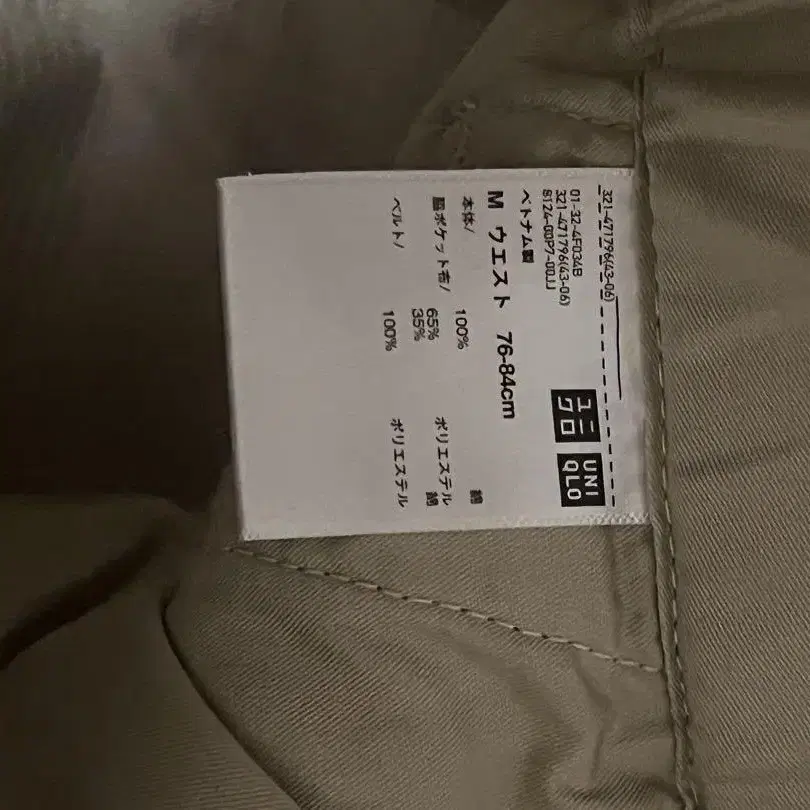 321-471796(43-06)
ユニ
クロ
UNI
QLO
01-32-4F034B
321-471796(43-06)
8124-00P7-00JJ
ベトナム製
M ウエスト 76-84cm
本体/ 100% 綿
脇ポケット布/ 65% ポリエステル
35% 綿
ベルト/ 100% ポリエステル